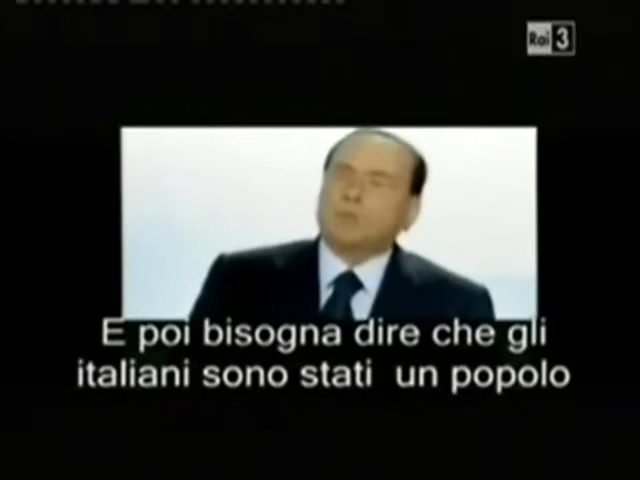 Rai 3
E poi bisogna dire che gli
italiani sono stati un popolo